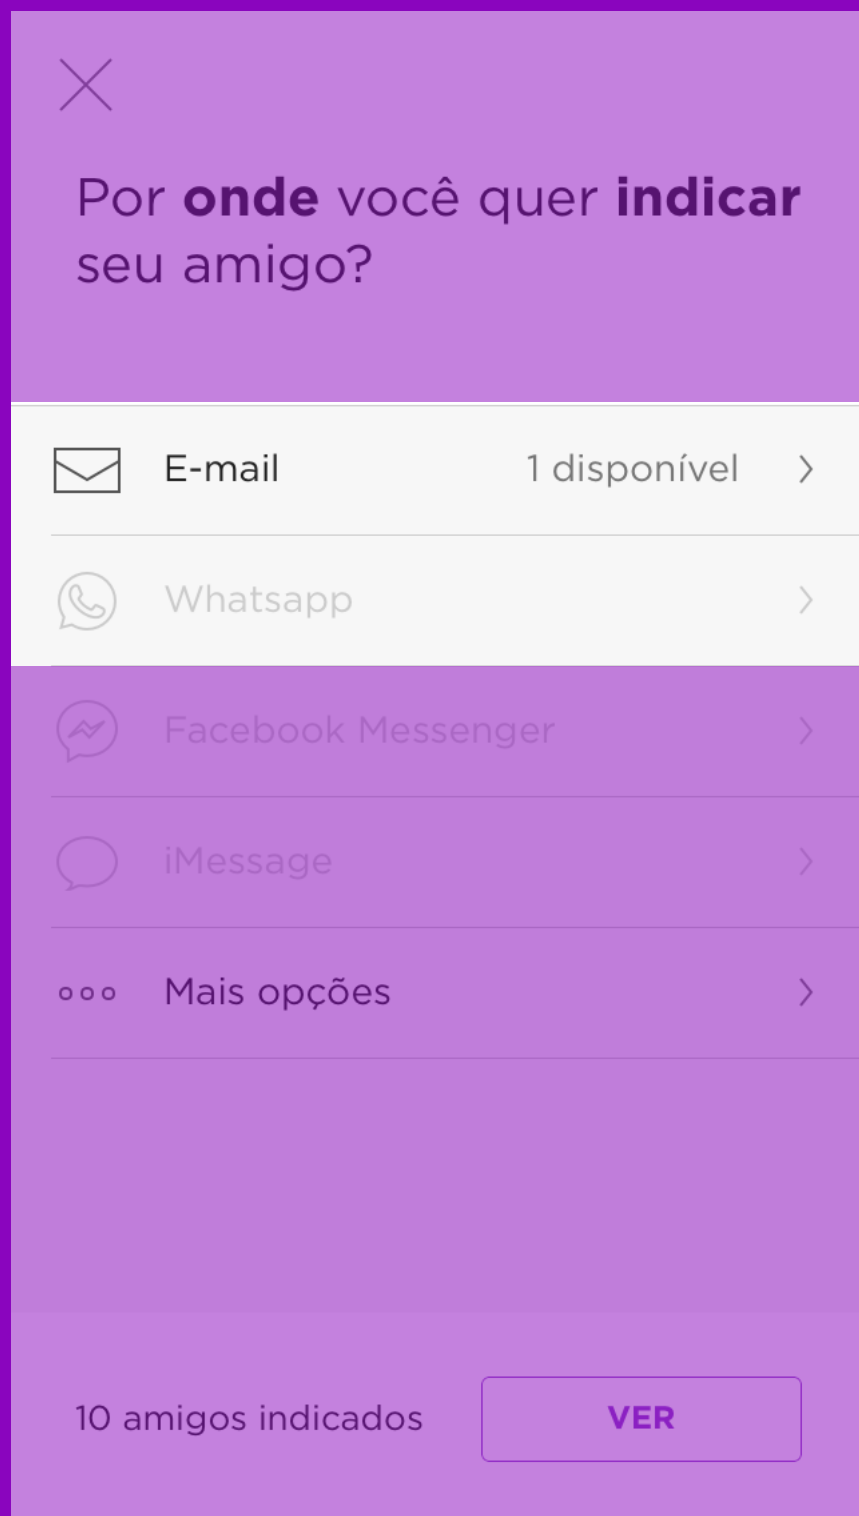 Por onde você quer indicar
seu amigo?
E-mail 1 disponível
Whatsapp
Facebook Messenger
iMessage
Mais opções
10 amigos indicados VER